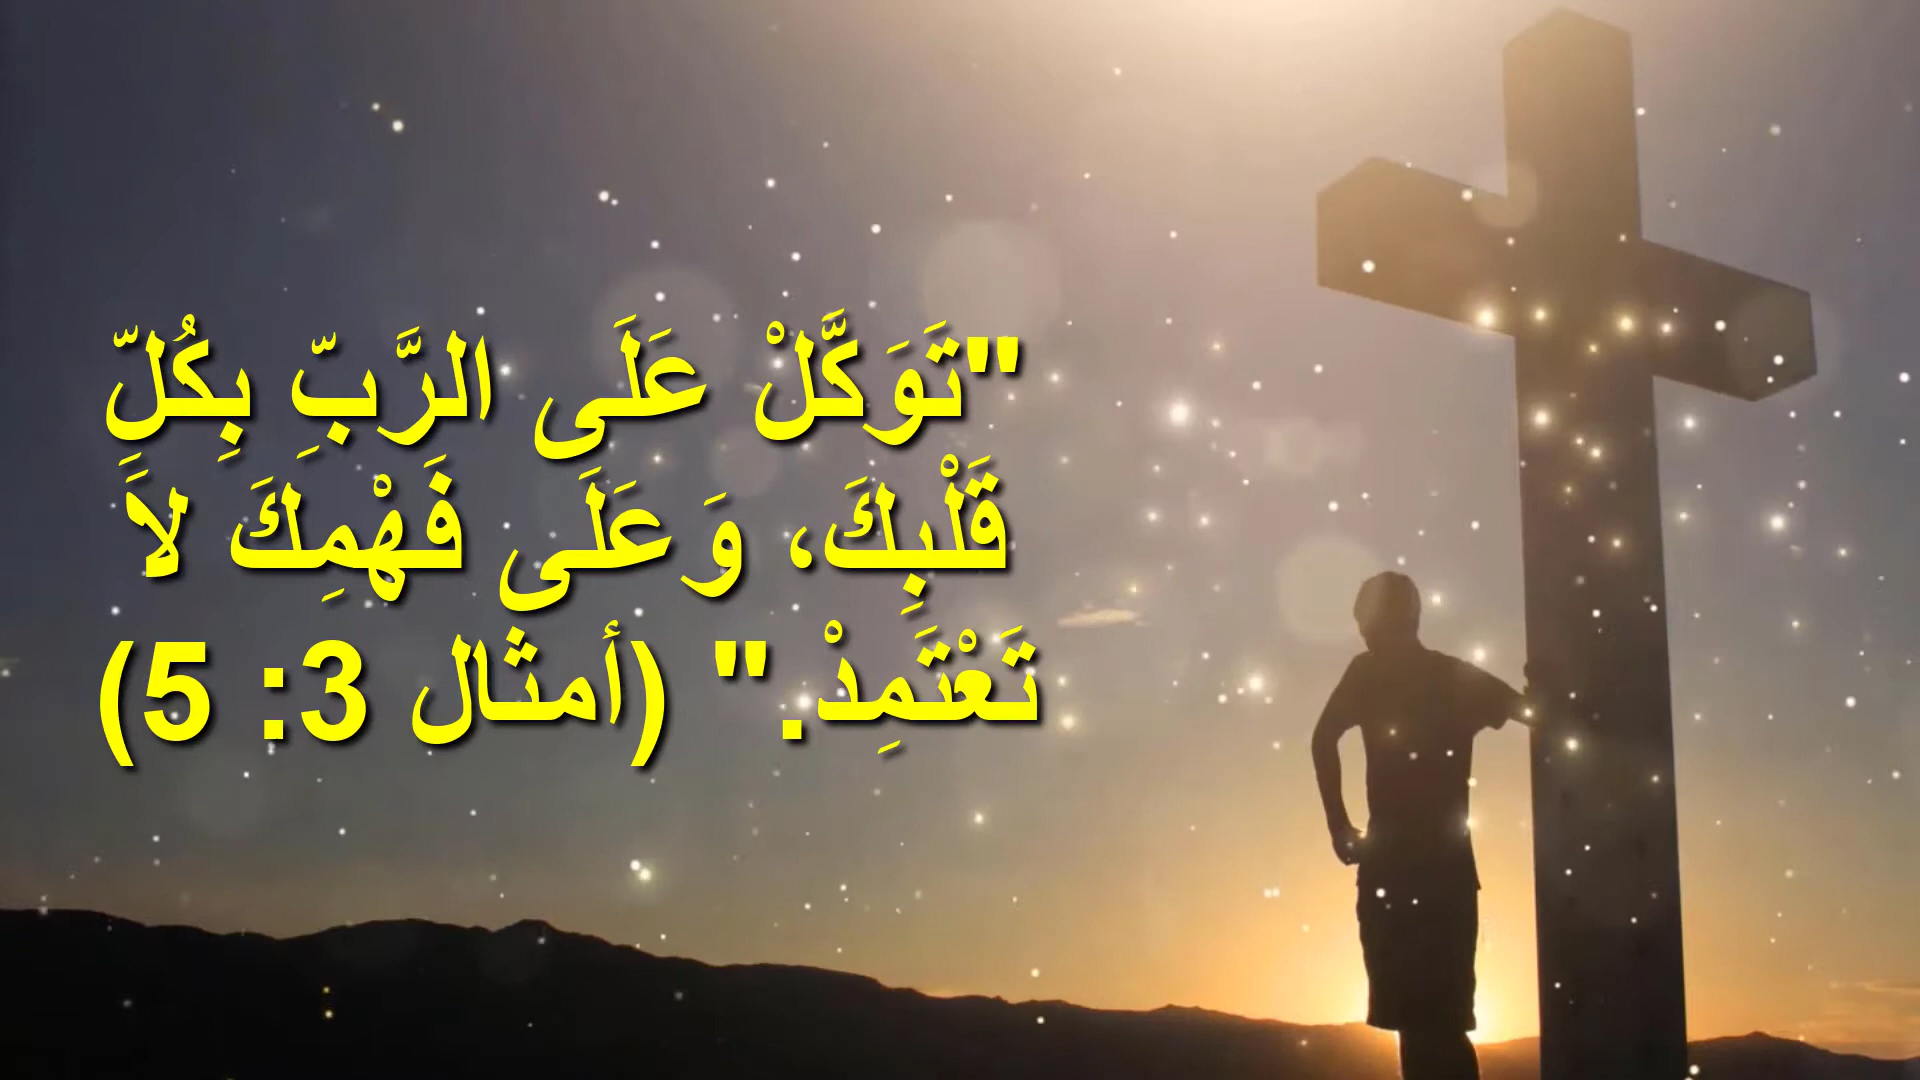 "تَوَكَّلْ عَلَى الرَّبِّ بِكُلِّ
قَلْبِكَ، وَعَلَى فَهْمِكَ لاَ
تَعْتَمِدْ." (أمثال 3: 5)